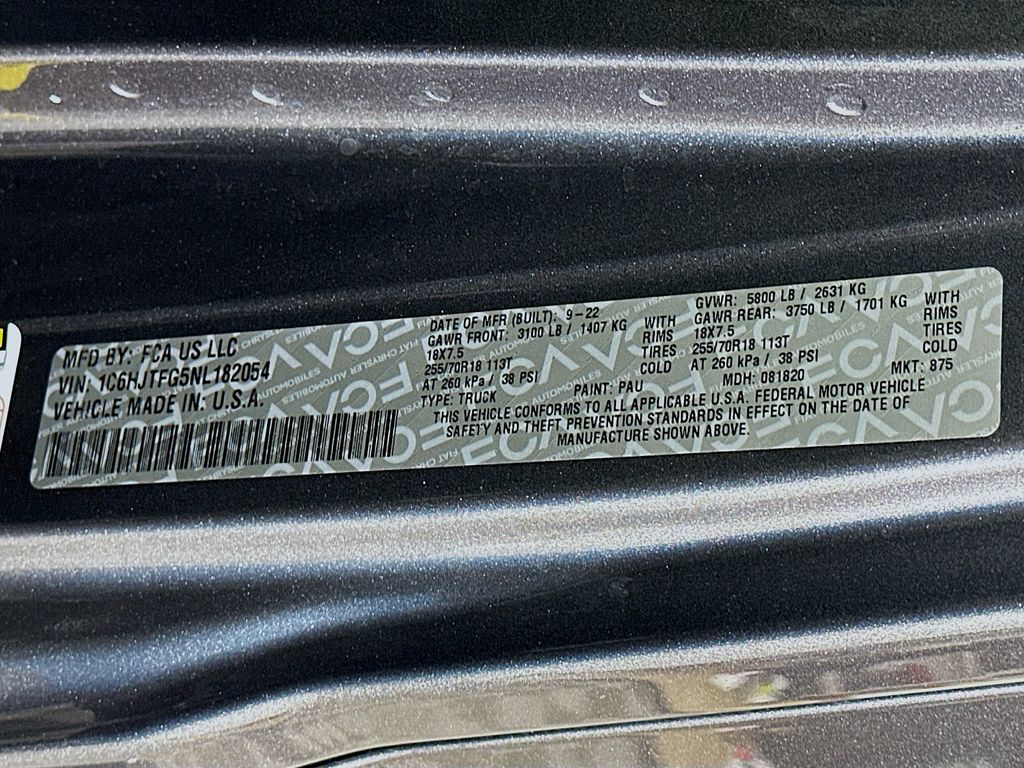 MFD BY: FCA US LLC
VIN: 1C6HJTFG5NL182054
VEHICLE MADE IN: U.S.A.
DATE OF MFR (BUILT): 9-22
GAWR FRONT: 3100 LB / 1407 KG WITH
18X7.5 RIMS
255/70R18 113T TIRES
AT 260 kPa / 38 PSI COLD
TYPE: TRUCK PAINT: PAU
GVWR: 5800 LB / 2631 KG
GAWR REAR: 3750 LB / 1701 KG WITH
18X7.5 RIMS
255/70R18 113T TIRES
AT 260 kPa / 38 PSI COLD
MDH: 081820 MKT: 875
THIS VEHICLE CONFORMS TO ALL APPLICABLE U.S.A. FEDERAL MOTOR VEHICLE
SAFETY AND THEFT PREVENTION STANDARDS IN EFFECT ON THE DATE OF
MANUFACTURE SHOWN ABOVE.